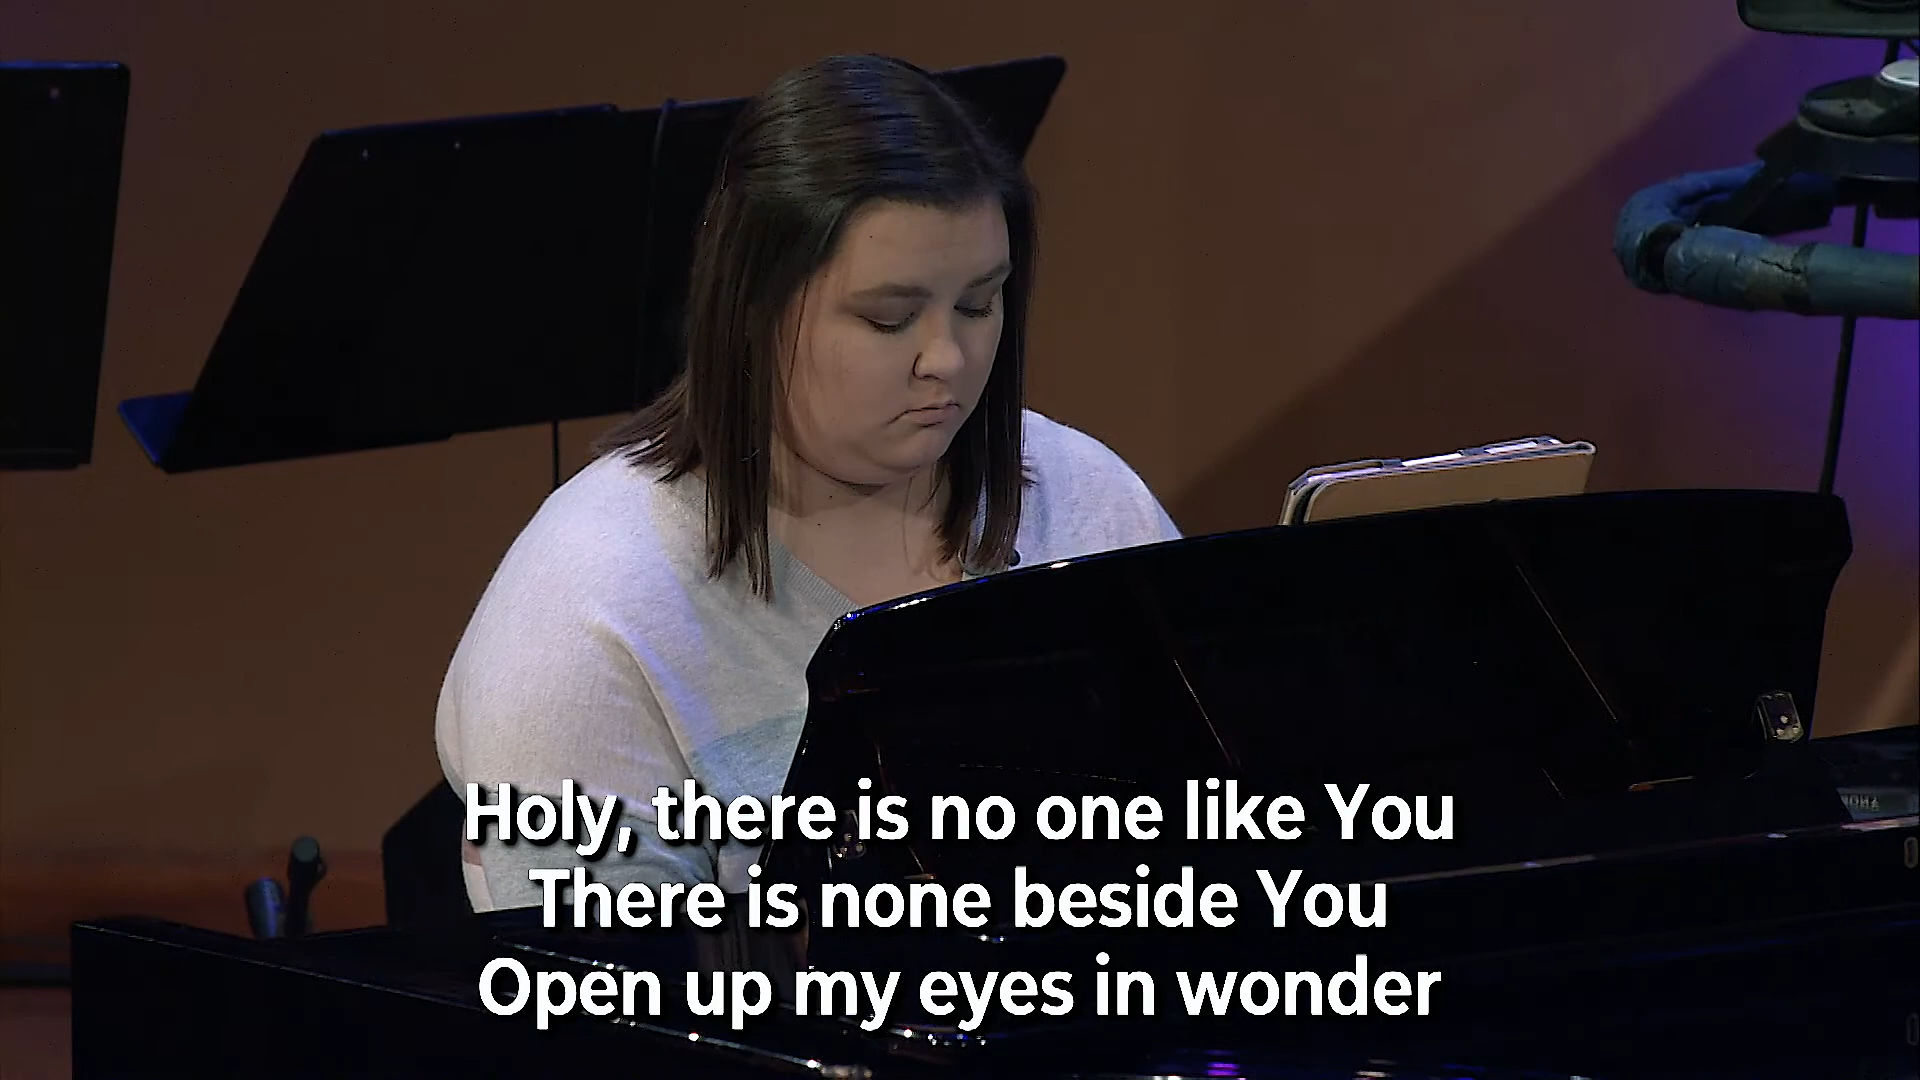 Holy, there is no one like You
There is none beside You
Open up my eyes in wonder